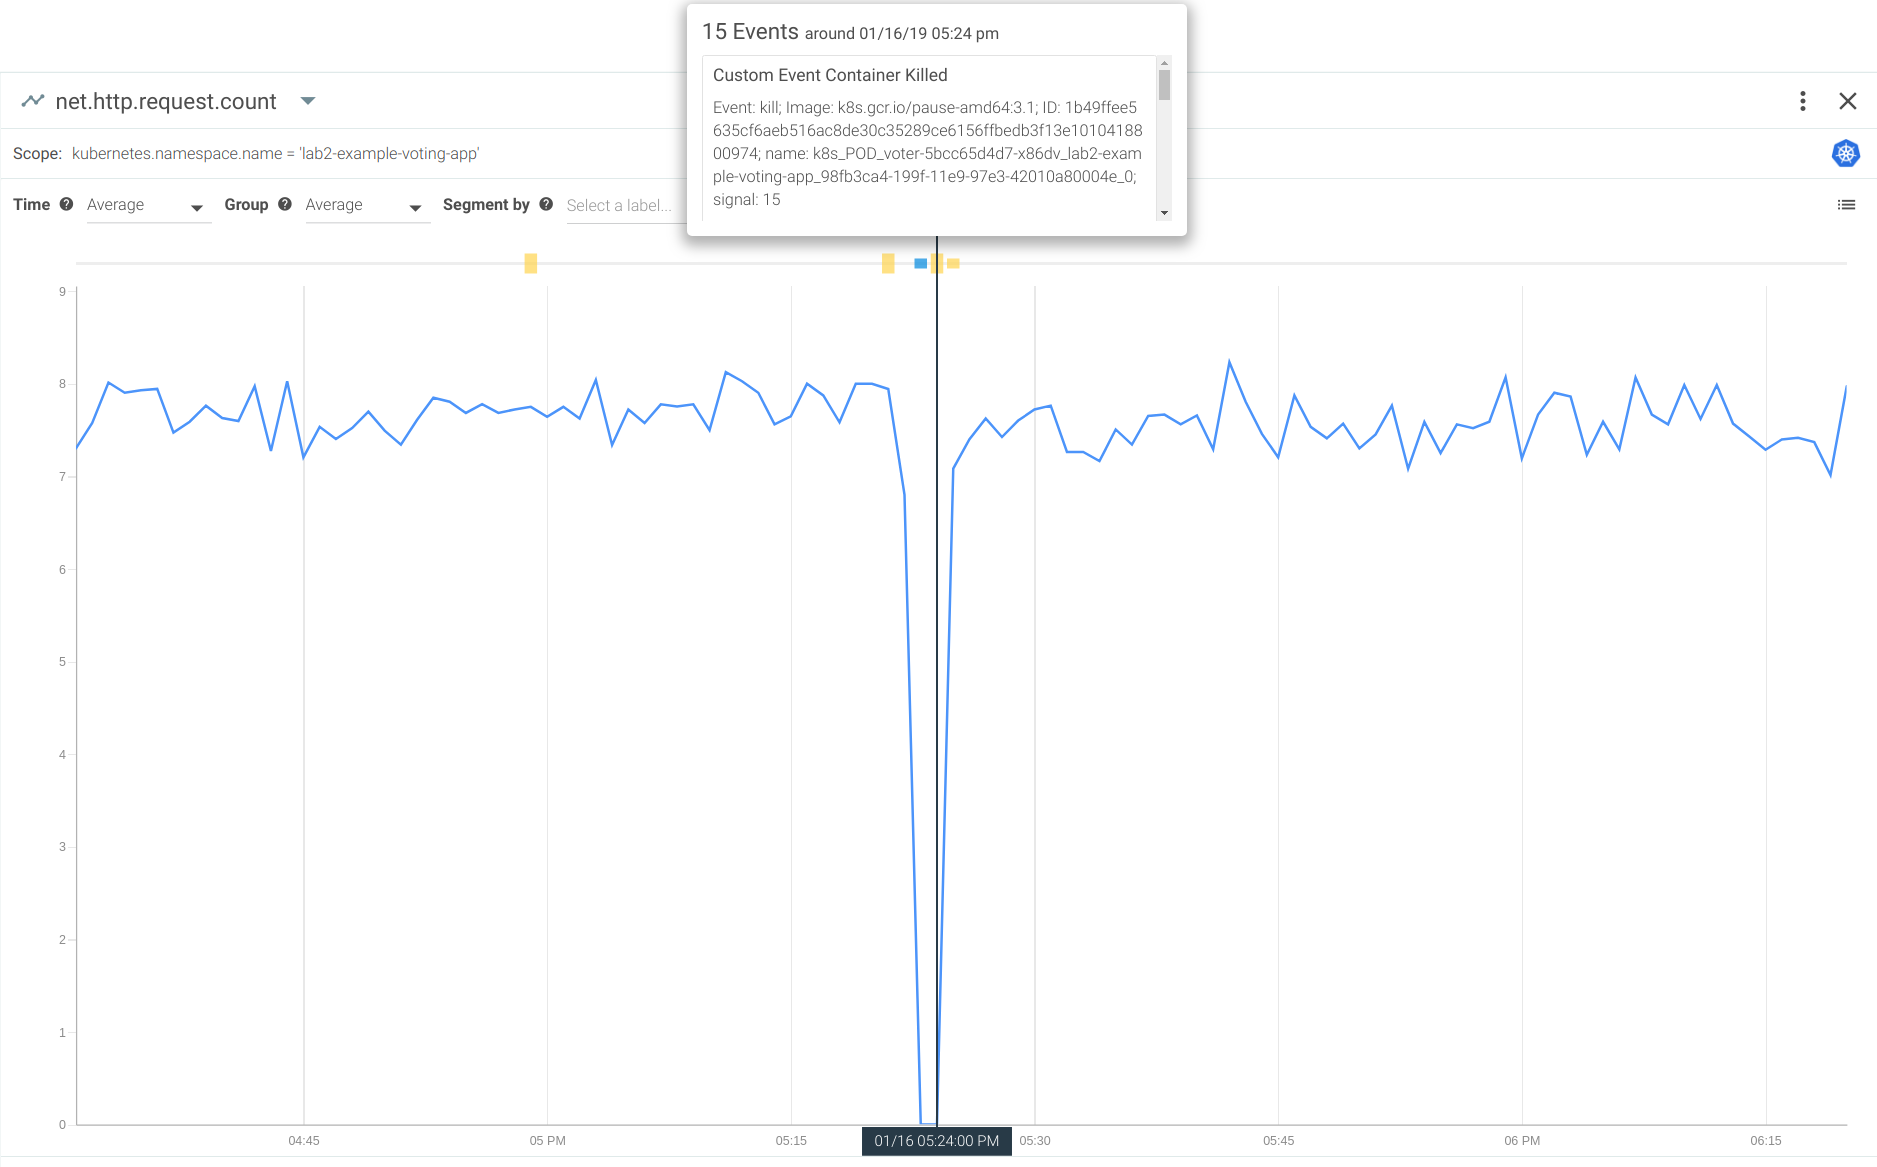 15 Events around 01/16/19 05:24 pm
Custom Event Container Killed
Event: kill; Image: k8s.gcr.io/pause-amd64:3.1; ID: 1b49ffee5
635cf6aeb516ac8de30c35289ce6156ffbedb3f13e10104188
00974; name: k8s_POD_voter-5bcc65d4d7-x86dv_lab2-exam
ple-voting-app_98fb3ca4-199f-11e9-97e3-42010a80004e_0;
signal: 15
net.http.request.count
Scope: kubernetes.namespace.name = 'lab2-example-voting-app'
Time ? Average Group ? Average Segment by ? Select a label...
9
8
7
6
5
4
3
2
1
0
04:45 05 PM 05:15 01/16 05:24:00 PM 05:30 05:45 06 PM 06:15